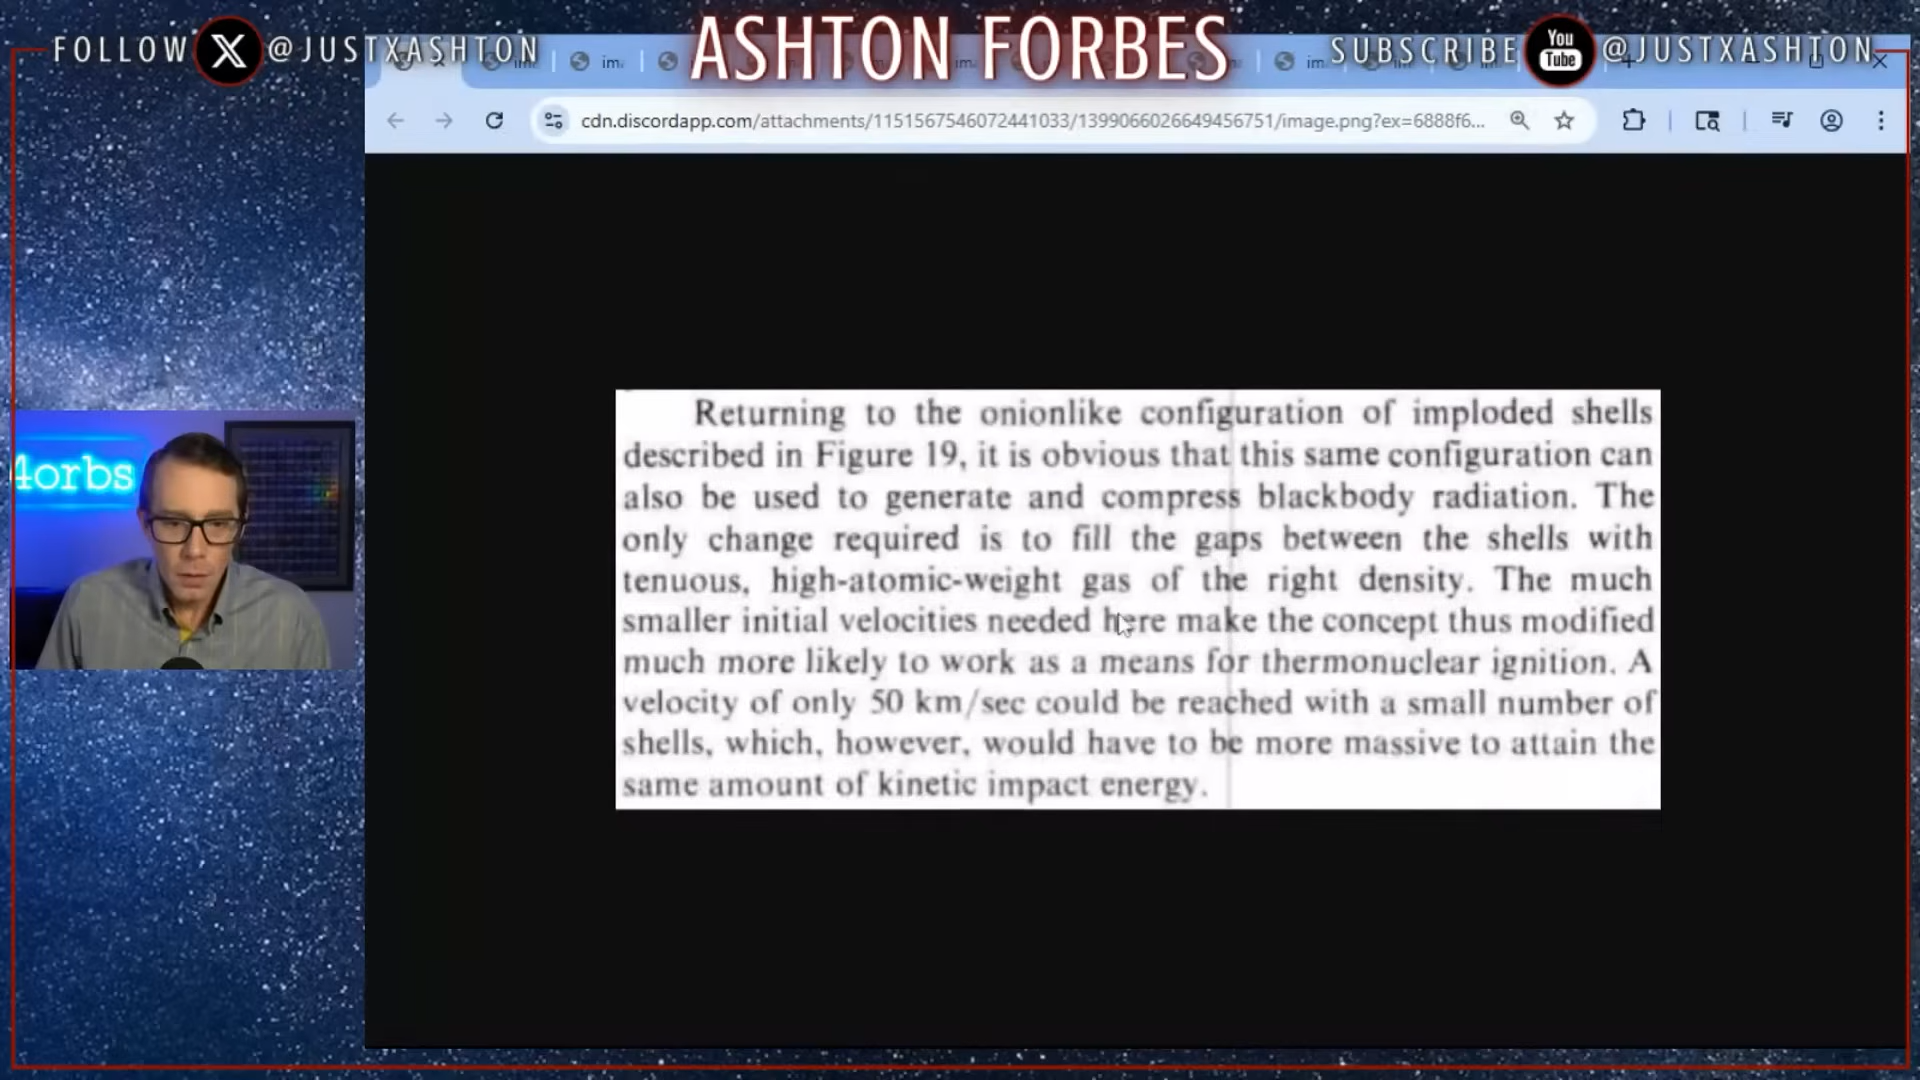 FOLLOW X @JUSTXASHTON
ASHTON FORBES
SUBSCRIBE YouTube @JUSTXASHTON
cdn.discordapp.com/attachments/1151567546072441033/1399066026649456751/image.png?ex=6888f6...
4orbs
Returning to the onionlike configuration of imploded shells
described in Figure 19, it is obvious that this same configuration can
also be used to generate and compress blackbody radiation. The
only change required is to fill the gaps between the shells with
tenuous, high-atomic-weight gas of the right density. The much
smaller initial velocities needed here make the concept thus modified
much more likely to work as a means for thermonuclear ignition. A
velocity of only 50 km/sec could be reached with a small number of
shells, which, however, would have to be more massive to attain the
same amount of kinetic impact energy.